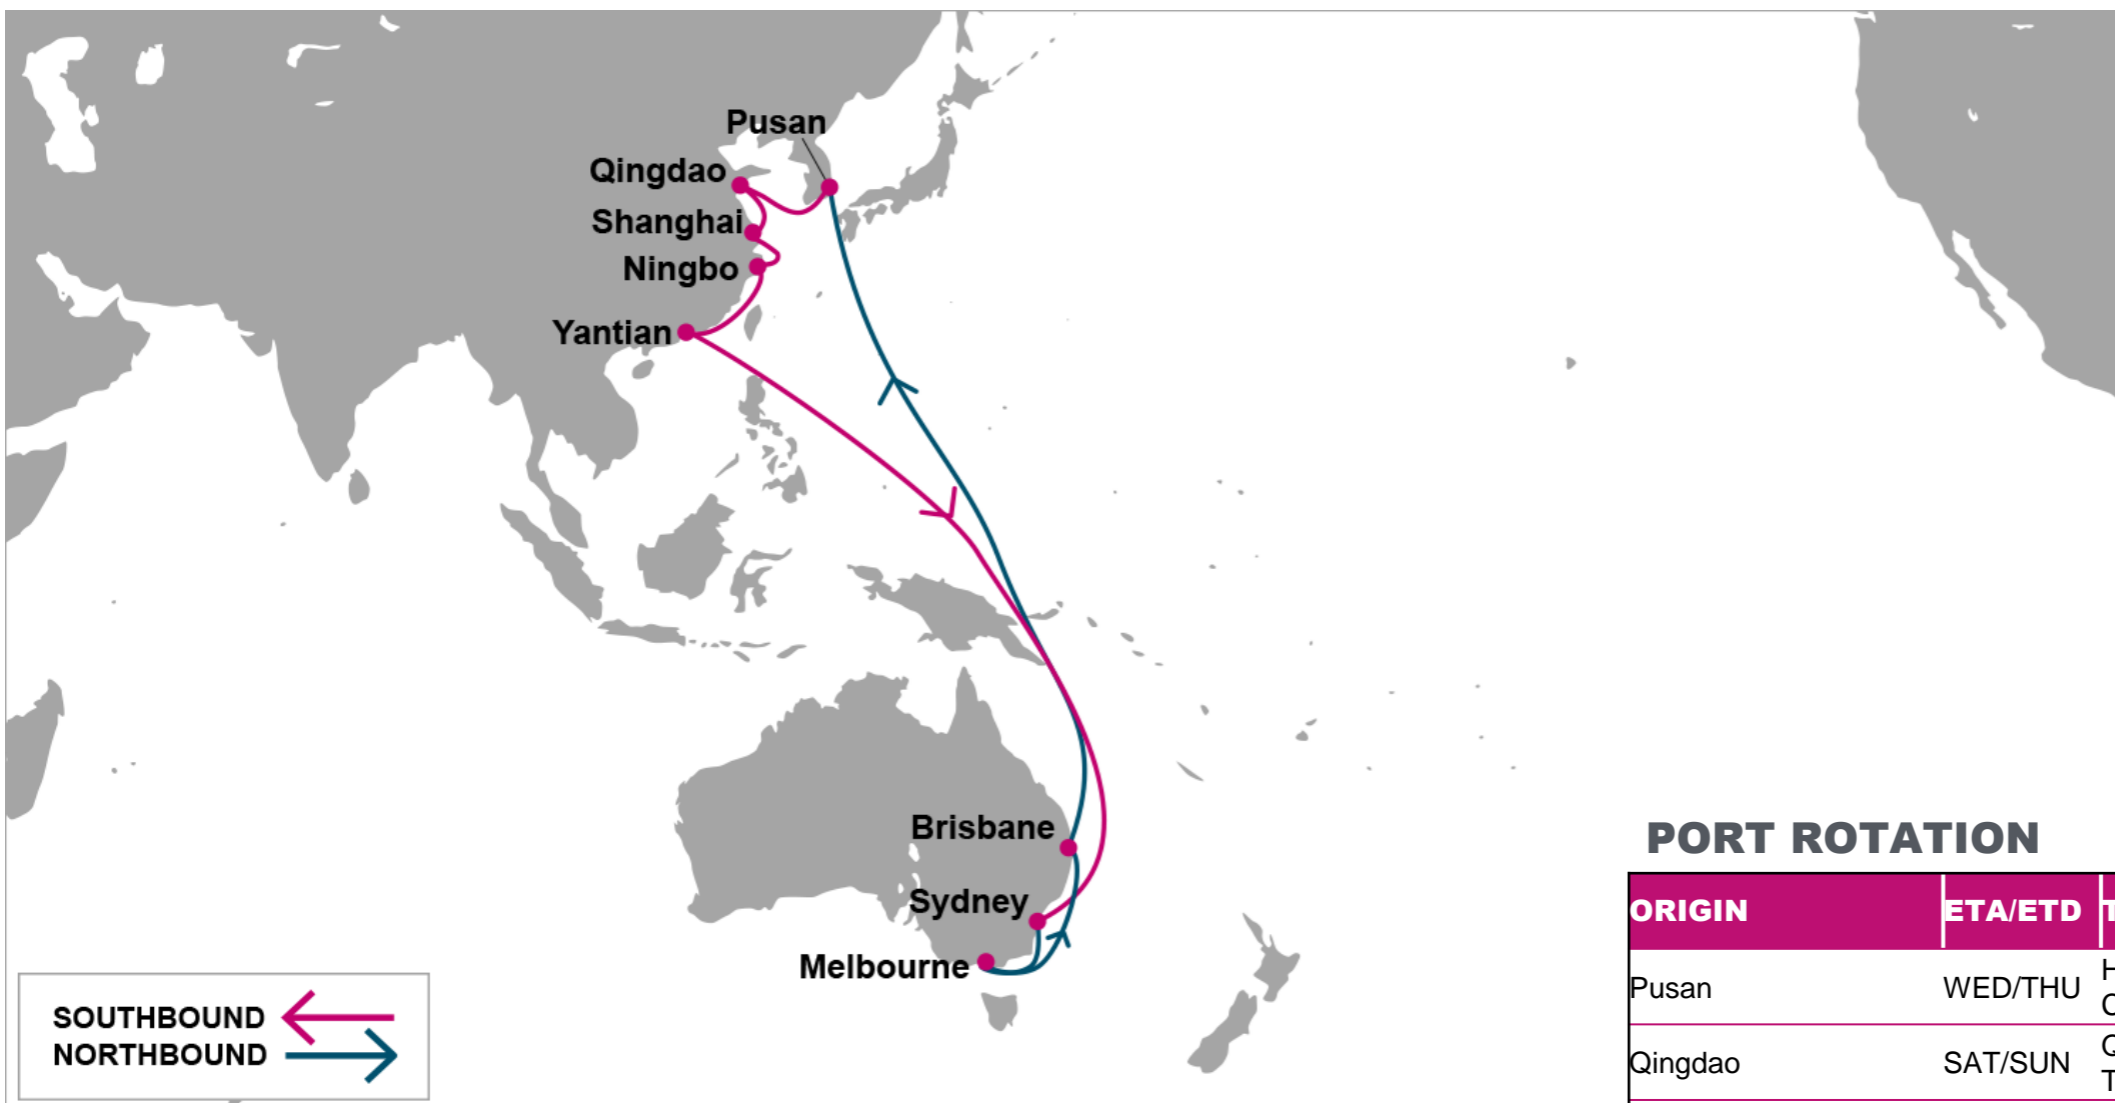 Pusan
Qingdao
Shanghai
Ningbo
Yantian
Brisbane
Sydney
Melbourne
SOUTHBOUND
NORTHBOUND
PORT ROTATION
ORIGIN ETA/ETD
Pusan WED/THU
Qingdao SAT/SUN